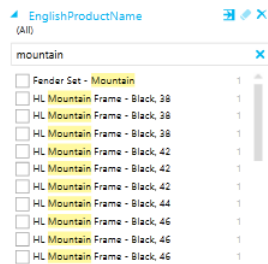 EnglishProductName
(All)
mountain
Fender Set - Mountain 1
HL Mountain Frame - Black, 38 1
HL Mountain Frame - Black, 38 1
HL Mountain Frame - Black, 38 1
HL Mountain Frame - Black, 42 1
HL Mountain Frame - Black, 42 1
HL Mountain Frame - Black, 42 1
HL Mountain Frame - Black, 44 1
HL Mountain Frame - Black, 46 1
HL Mountain Frame - Black, 46 1
HL Mountain Frame - Black, 46 1